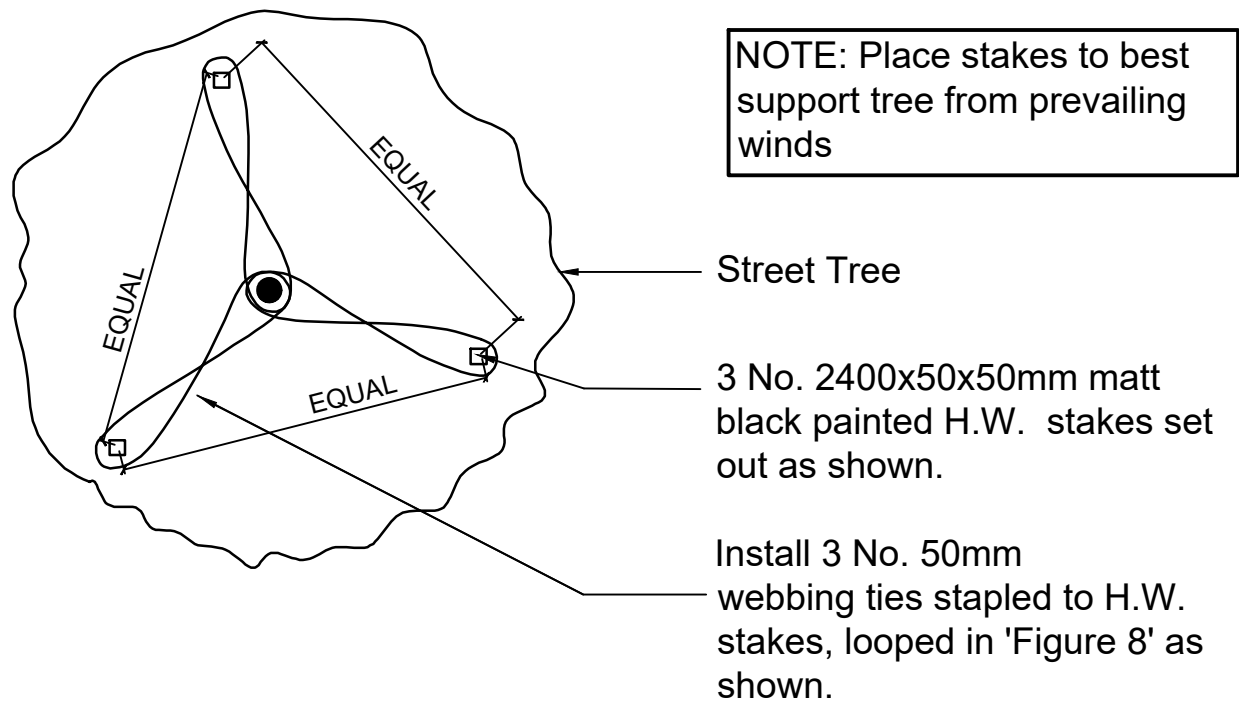 NOTE: Place stakes to best
support tree from prevailing
winds
EQUAL
EQUAL
EQUAL
Street Tree
3 No. 2400x50x50mm matt
black painted H.W. stakes set
out as shown.
Install 3 No. 50mm
webbing ties stapled to H.W.
stakes, looped in 'Figure 8' as
shown.